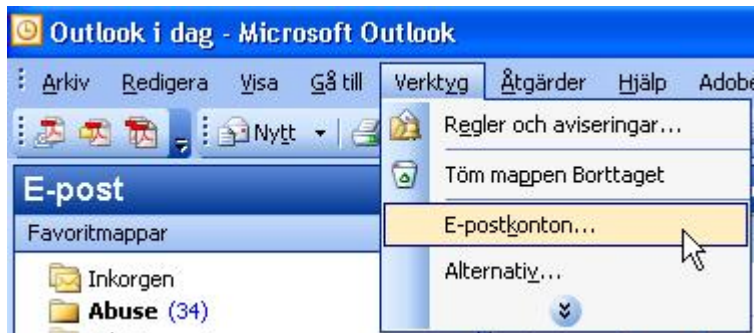 Outlook i dag - Microsoft Outlook
Arkiv Redigera Visa Gå till Verktyg Åtgärder Hjälp Adobe
Nytt
Regler och aviseringar...
Töm mappen Borttaget
E-post
E-postkonton...
Favoritmappar
Alternativ...
Inkorgen
Abuse (34)